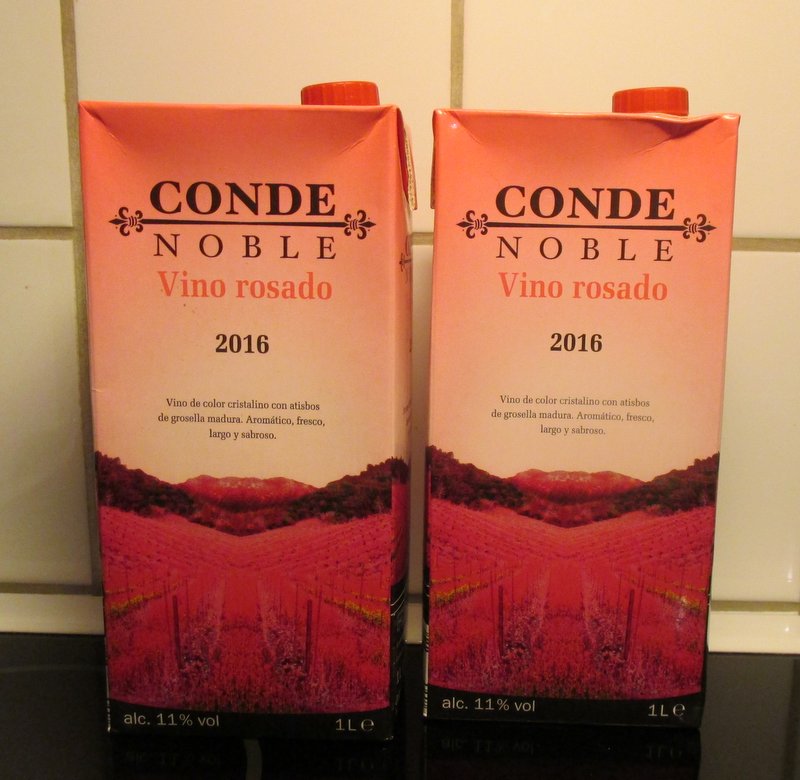 CONDE
NOBLE
Vino rosado
2016
Vino de color cristalino con atisbos
de grosella madura. Aromático, fresco,
largo y sabroso.
alc. 11% vol
1L ℮
CONDE
NOBLE
Vino rosado
2016
Vino de color cristalino con atisbos
de grosella madura. Aromático, fresco,
largo y sabroso.
alc. 11% vol
1L ℮